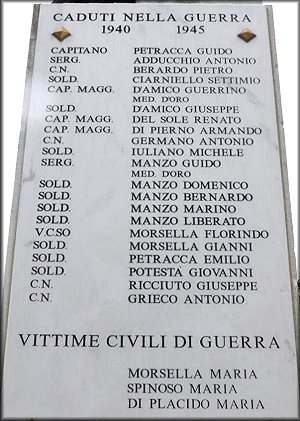 CADUTI NELLA GUERRA
1940 1945
CAPITANO PETRACCA GUIDO
SERG. ADDUCCHIO ANTONIO
C.N. BERARDO PIETRO
SOLD. CIARNIELLO SETTIMIO
CAP. MAGG. D'AMICO GUERRINO
MED. D'ORO
SOLD. D'AMICO GIUSEPPE
CAP. MAGG. DEL SOLE RENATO
CAP. MAGG. DI PIERNO ARMANDO
C.N. GERMANO ANTONIO
SOLD. IULIANO MICHELE
SERG. MANZO GUIDO
MED. D'ORO
SOLD. MANZO DOMENICO
SOLD. MANZO BERNARDO
SOLD. MANZO MARINO
SOLD. MANZO LIBERATO
V.C.SO MORSELLA FLORINDO
SOLD. MORSELLA GIANNI
SOLD. PETRACCA EMILIO
SOLD. POTESTÁ GIOVANNI
C.N. RICCIUTO GIUSEPPE
C.N. GRIECO ANTONIO
VITTIME CIVILI DI GUERRA
MORSELLA MARIA
SPINOSO MARIA
DI PLACIDO MARIA